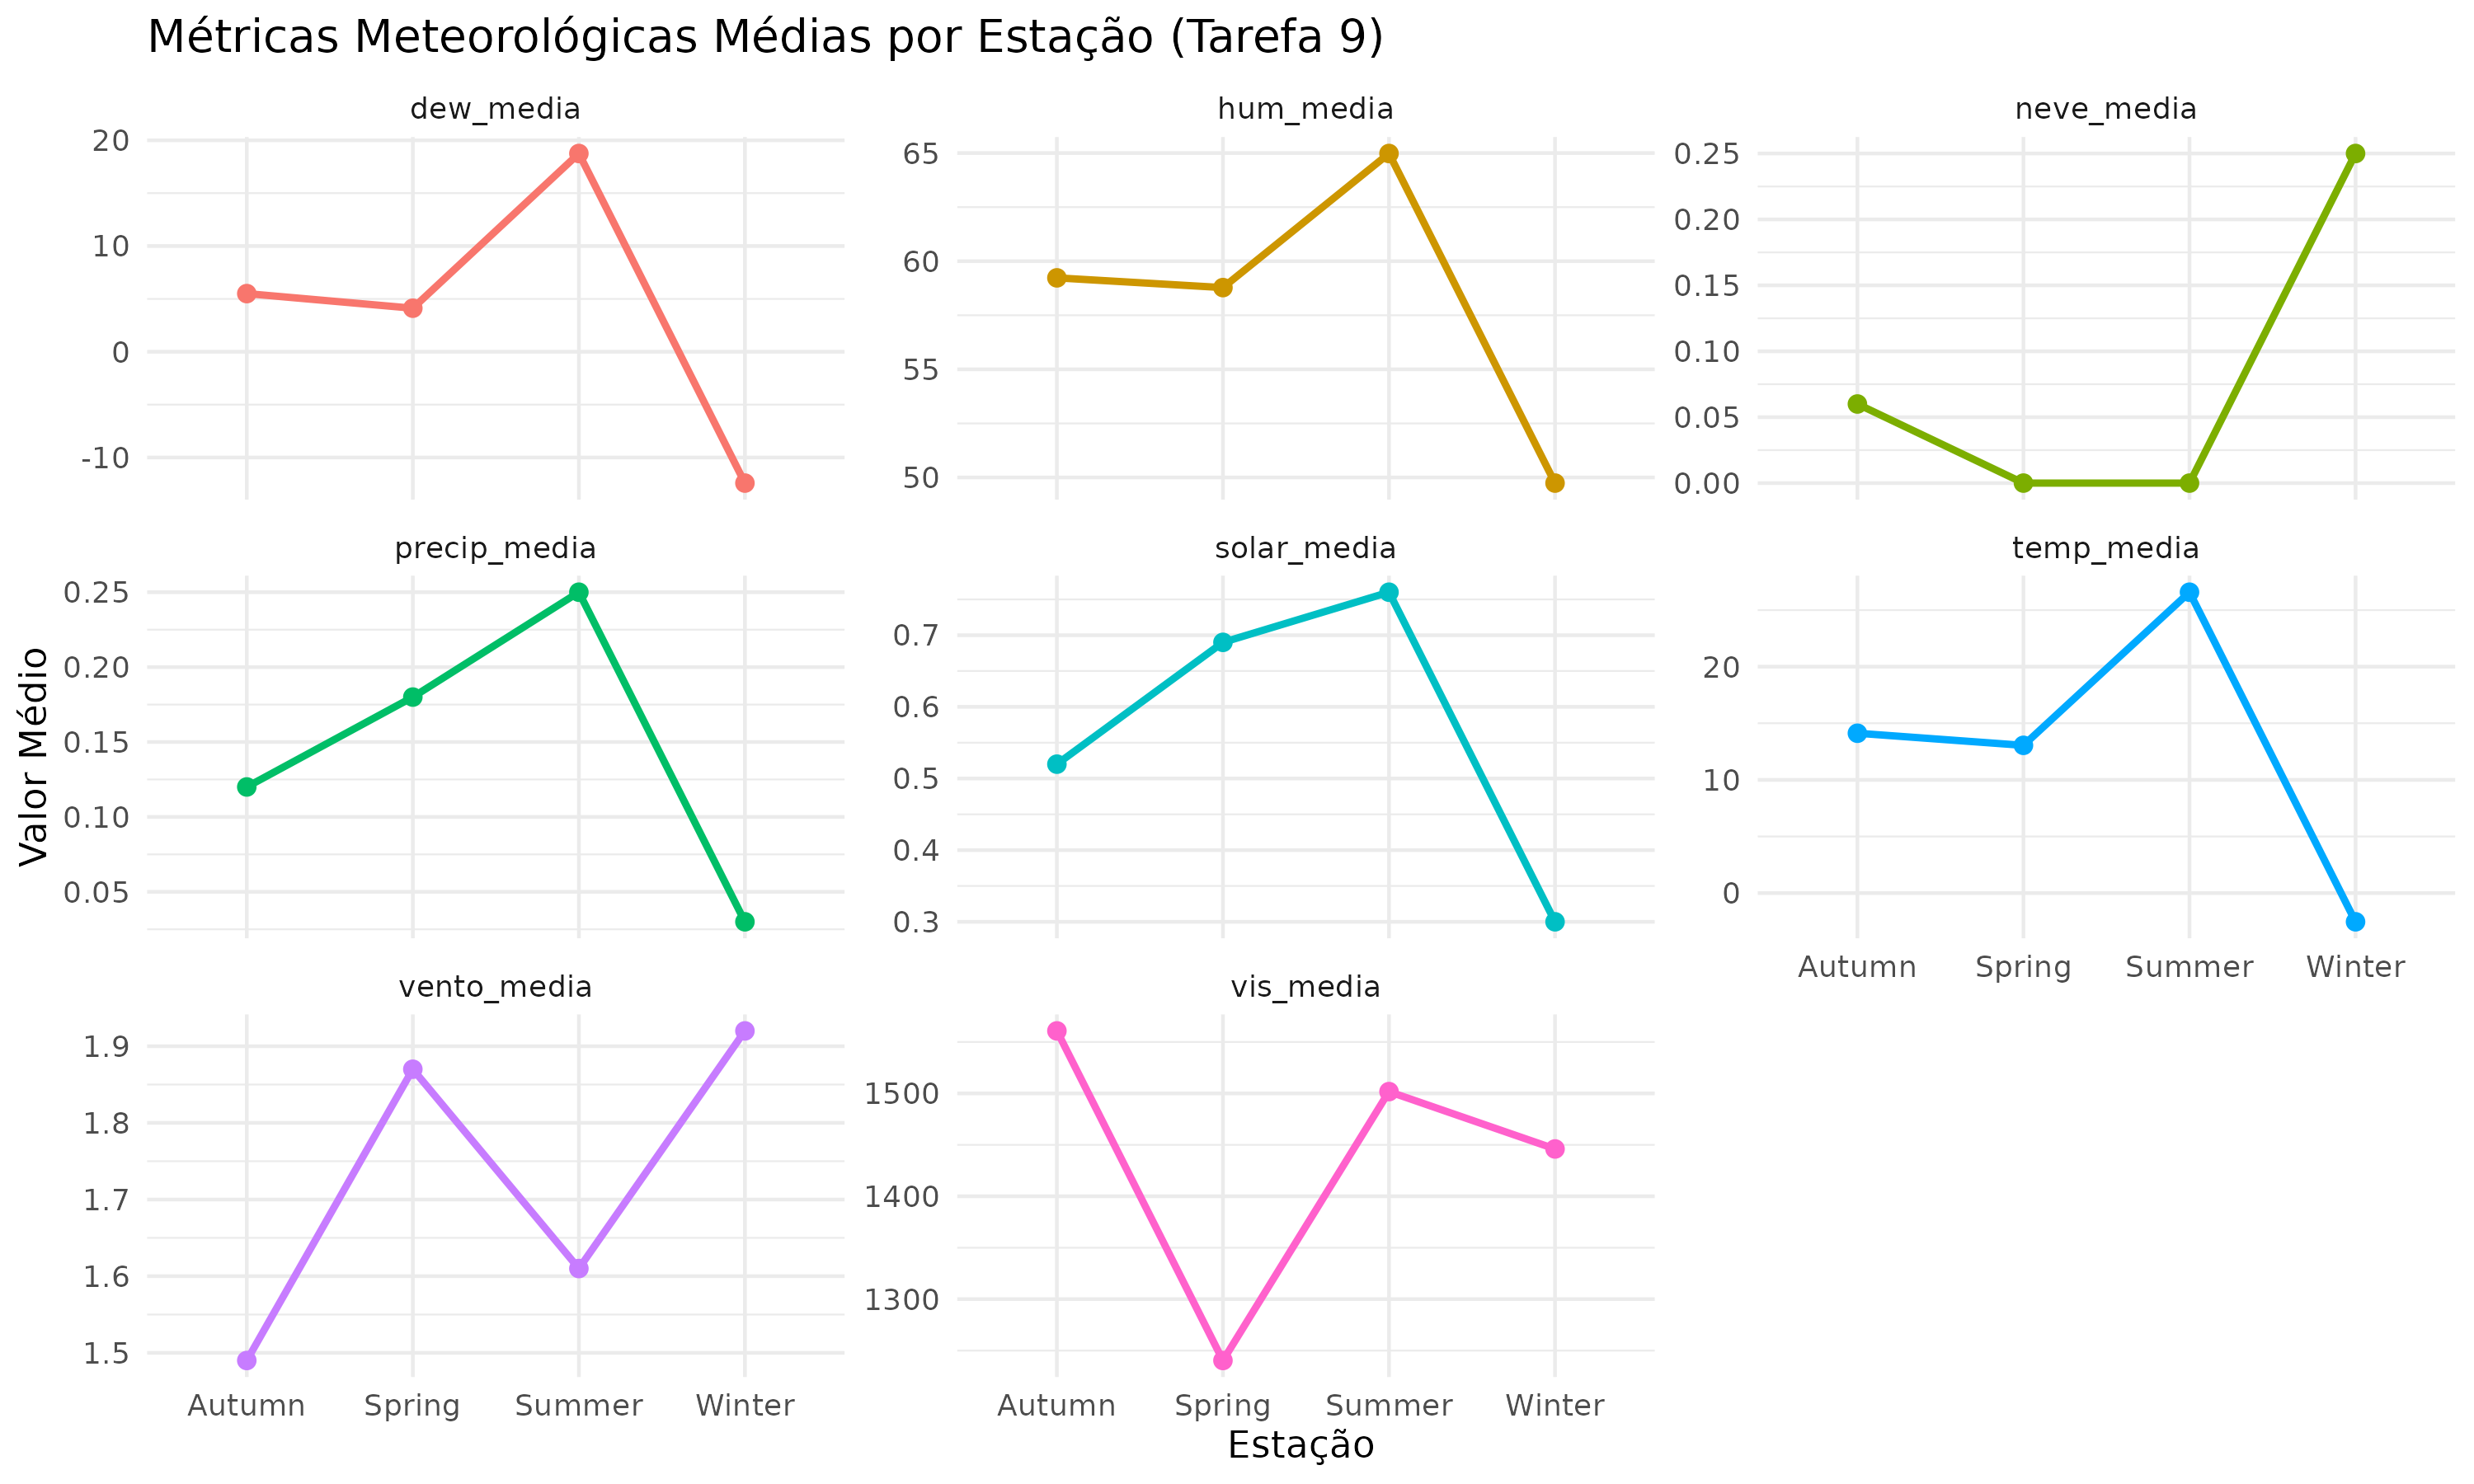 Métricas Meteorológicas Médias por Estação (Tarefa 9)
dew_media
hum_media
neve_media
20
10
0
-10
65
60
55
50
0.25
0.20
0.15
0.10
0.05
0.00
precip_media
solar_media
temp_media
0.25
0.20
0.15
0.10
0.05
0.7
0.6
0.5
0.4
0.3
20
10
0
Autumn Spring Summer Winter
Valor Médio
vento_media
vis_media
1.9
1.8
1.7
1.6
1.5
1500
1400
1300
Autumn Spring Summer Winter
Autumn Spring Summer Winter
Estação